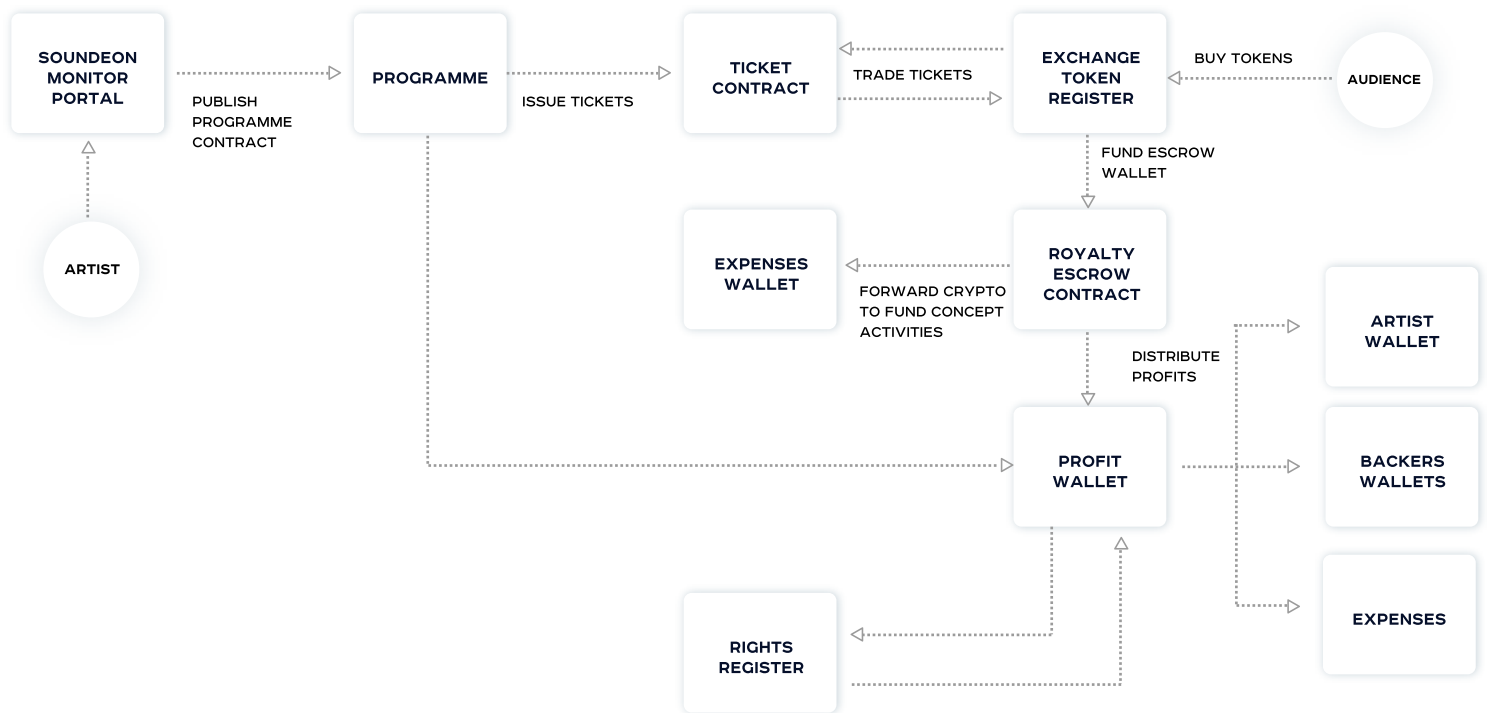 SOUNDEON
MONITOR
PORTAL
PUBLISH
PROGRAMME
CONTRACT
PROGRAMME
ISSUE TICKETS
TICKET
CONTRACT
TRADE TICKETS
EXCHANGE
TOKEN
REGISTER
BUY TOKENS
AUDIENCE
ARTIST
FUND ESCROW
WALLET
EXPENSES
WALLET
FORWARD CRYPTO
TO FUND CONCEPT
ACTIVITIES
ROYALTY
ESCROW
CONTRACT
DISTRIBUTE
PROFITS
ARTIST
WALLET
PROFIT
WALLET
BACKERS
WALLETS
RIGHTS
REGISTER
EXPENSES